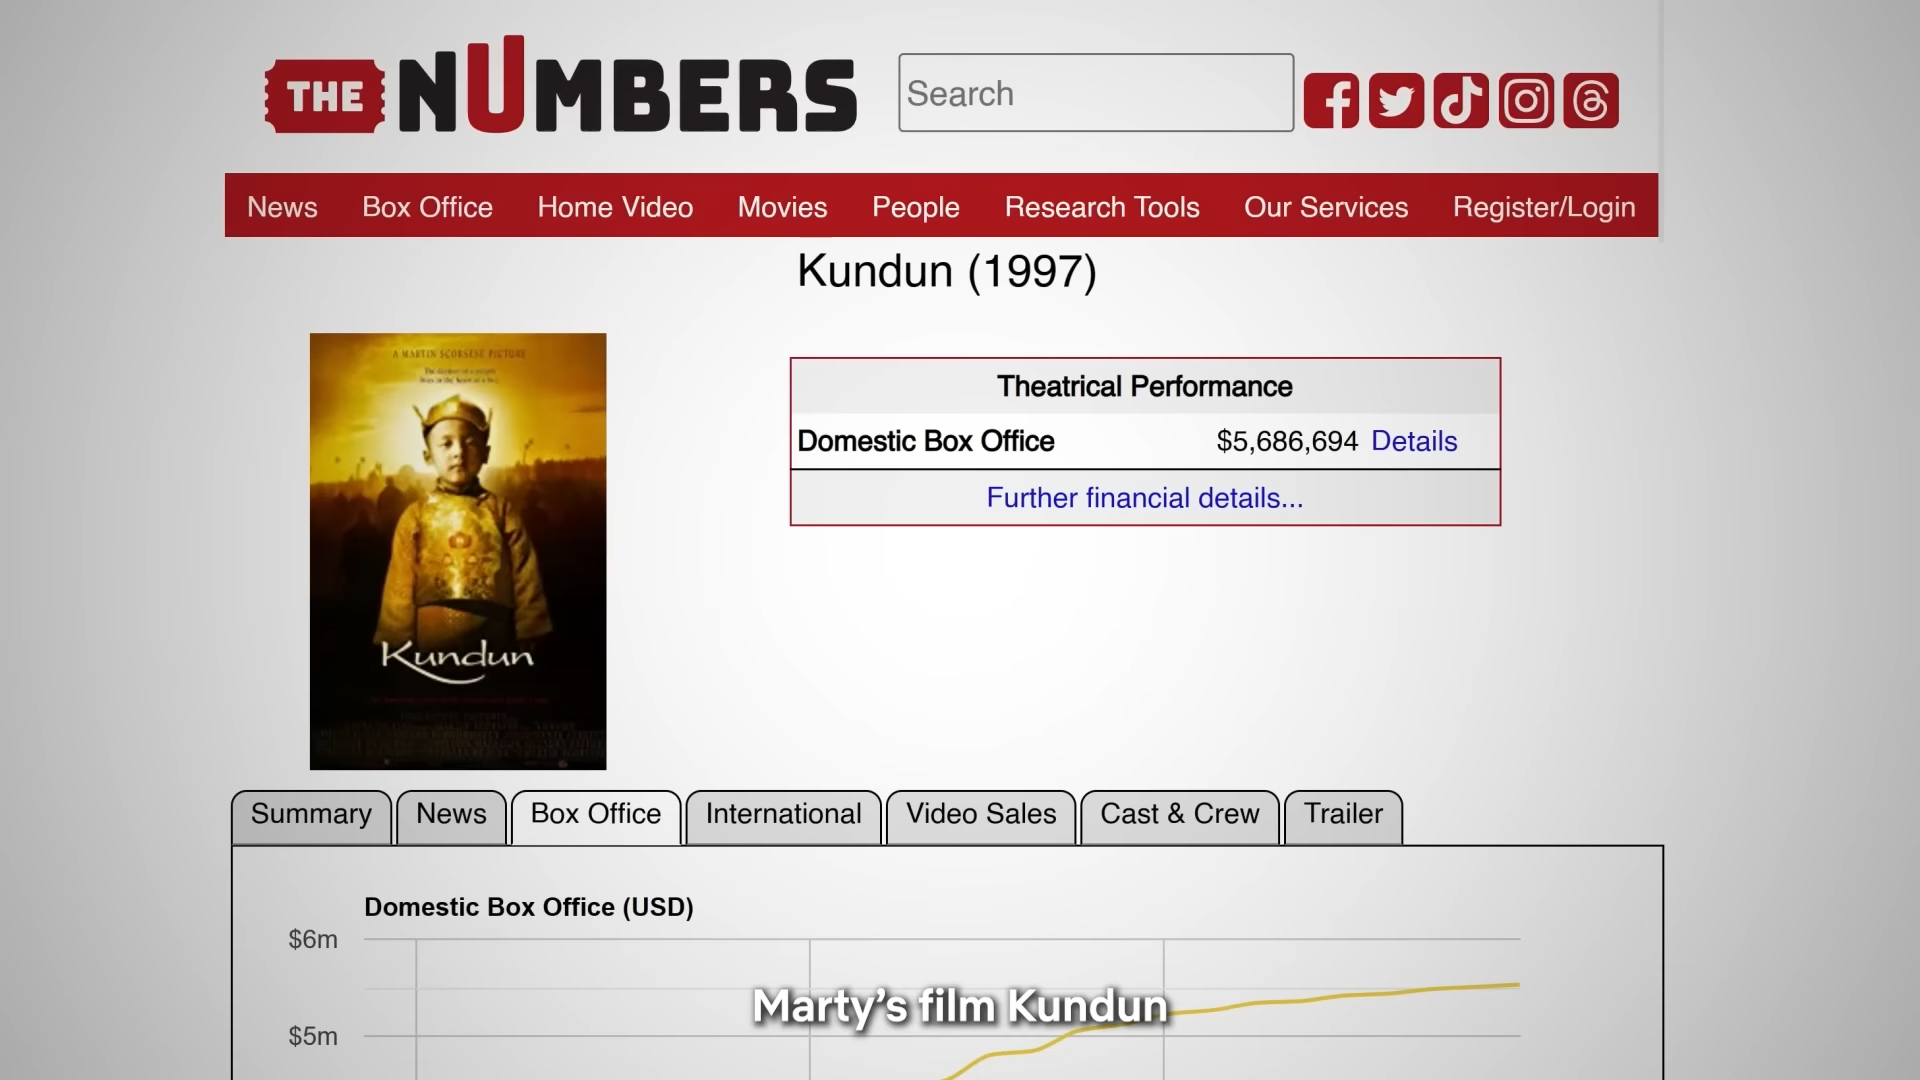 THE NUMBERS
Search
News Box Office Home Video Movies People Research Tools Our Services Register/Login
Kundun (1997)
A MARTIN SCORSESE PICTURE
Kundun
Theatrical Performance
Domestic Box Office $5,686,694 Details
Further financial details...
Summary News Box Office International Video Sales Cast & Crew Trailer
Domestic Box Office (USD)
$6m
$5m
Marty's film Kundun